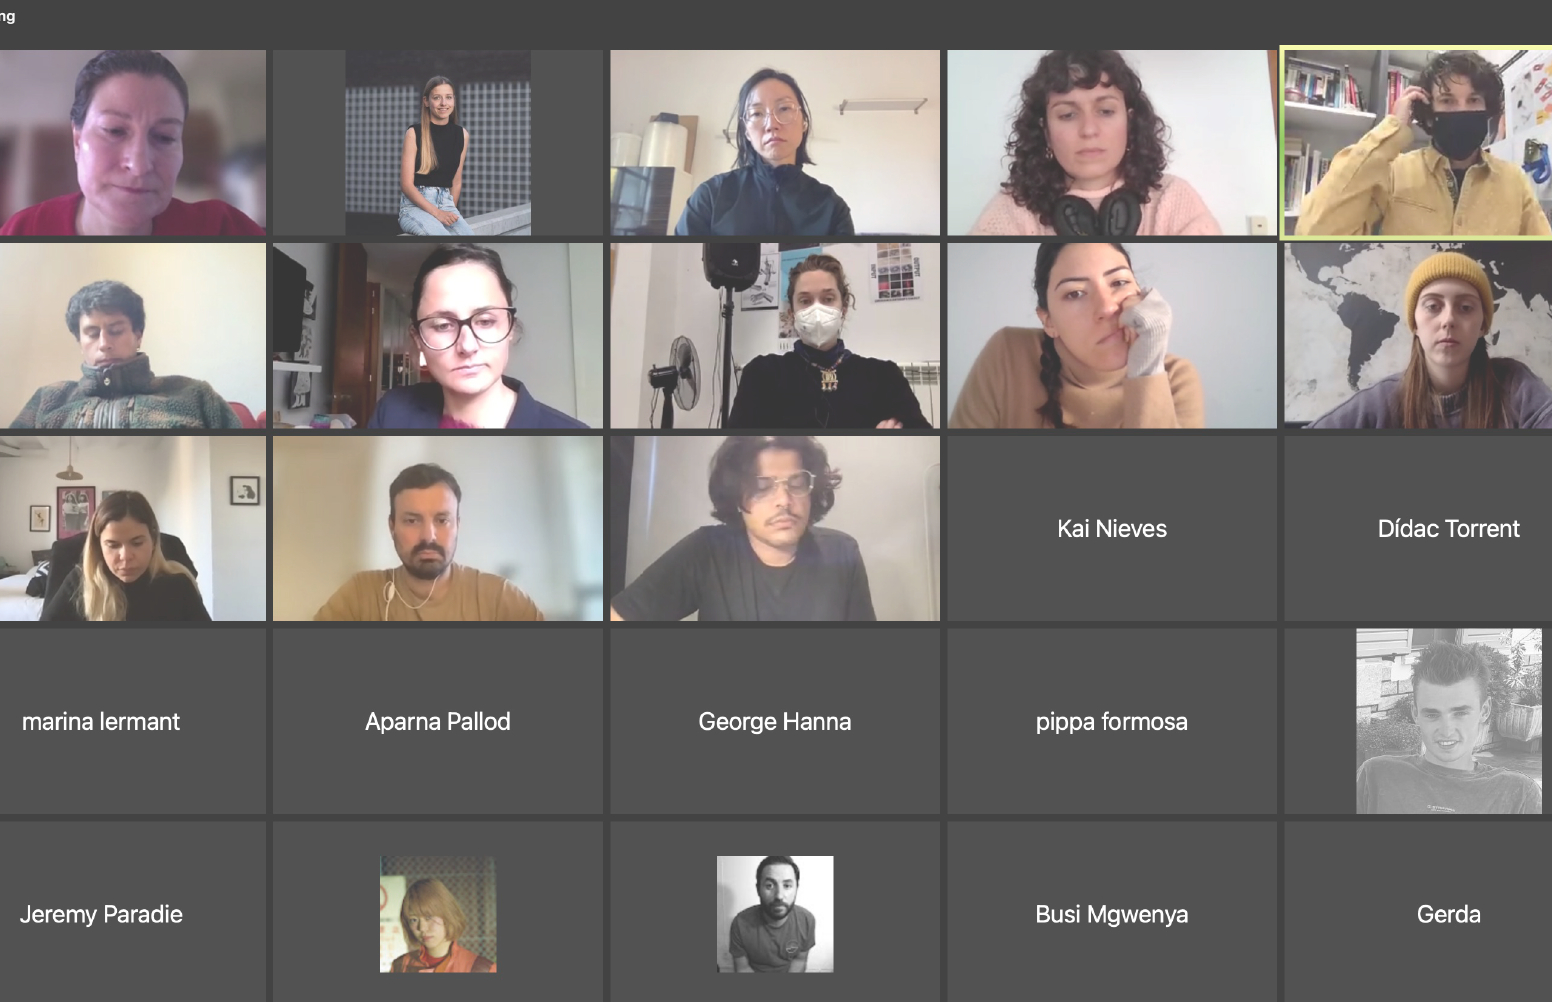 ng
Kai Nieves
Dídac Torrent
marina lermant
Aparna Pallod
George Hanna
pippa formosa
Jeremy Paradie
Busi Mgwenya
Gerda